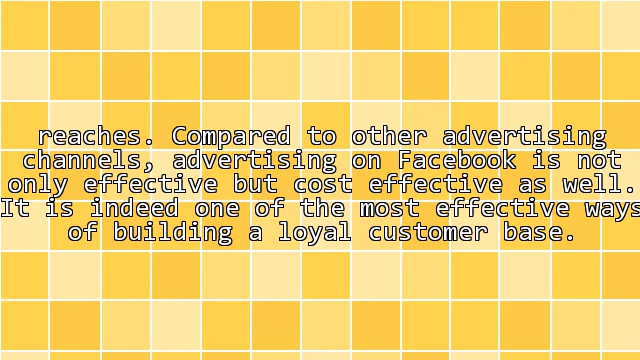 reaches. Compared to other advertising
channels, advertising on Facebook is not
only effective but cost effective as well.
It is indeed one of the most effective ways
of building a loyal customer base.